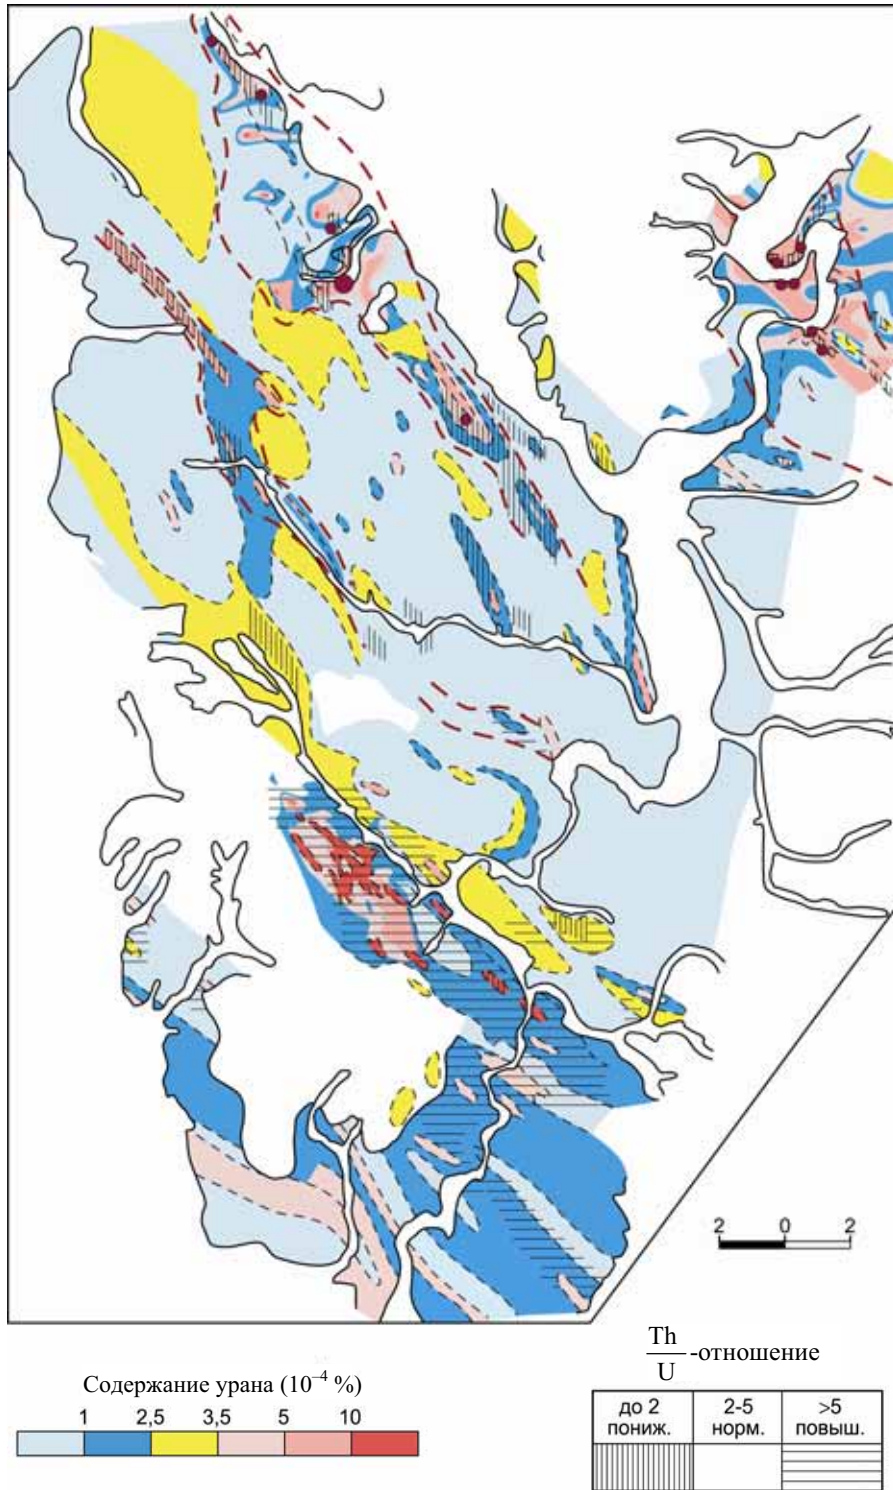 2 0 2
Th
U -отношение
Содержание урана (10⁻⁴ %)
1 2,5 3,5 5 10
до 2 2-5 >5
пониж. норм. повыш.